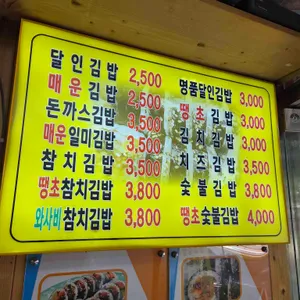 달인김밥 2,500
매운김밥 2,500
돈까스김밥 3,500
매운일미김밥 3,500
참치김밥 3,500
땡초참치김밥 3,800
와사비참치김밥 3,800
명품달인김밥 3,000
땡초김밥 3,000
김치김밥 3,000
치즈김밥 3,500
숯불김밥 3,800
땡초숯불김밥 4,000